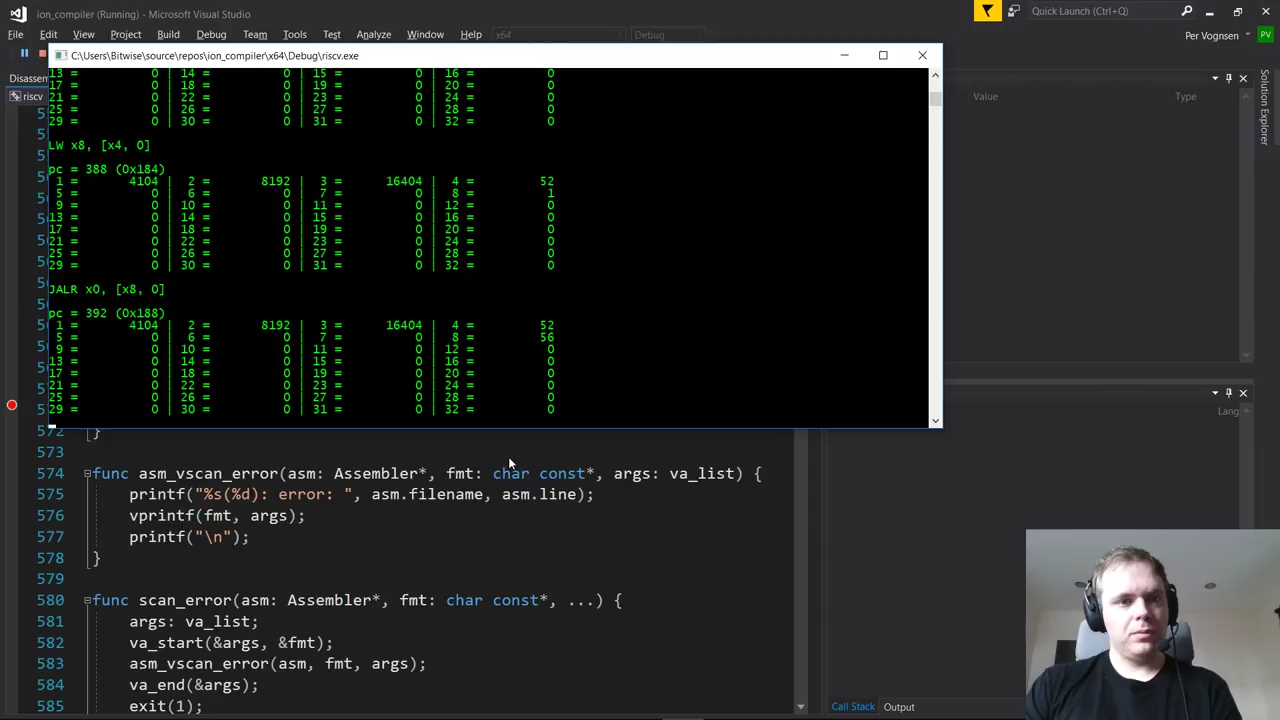 ion_compiler (Running) - Microsoft Visual Studio
Quick Launch (Ctrl+Q)
File Edit View Project Build Debug Team Tools Test Analyze Window Help x64 Debug
Per Vognsen PV
C:\Users\Bitwise\source\repos\ion_compiler\x64\Debug\riscv.exe
Disassem
riscv
Value Type
Solution Explorer
13 = 0 | 14 = 0 | 15 = 0 | 16 = 0
17 = 0 | 18 = 0 | 19 = 0 | 20 = 0
21 = 0 | 22 = 0 | 23 = 0 | 24 = 0
25 = 0 | 26 = 0 | 27 = 0 | 28 = 0
29 = 0 | 30 = 0 | 31 = 0 | 32 = 0
LW x8, [x4, 0]
pc = 388 (0x184)
1 = 4104 | 2 = 8192 | 3 = 16404 | 4 = 52
5 = 0 | 6 = 0 | 7 = 0 | 8 = 1
9 = 0 | 10 = 0 | 11 = 0 | 12 = 0
13 = 0 | 14 = 0 | 15 = 0 | 16 = 0
17 = 0 | 18 = 0 | 19 = 0 | 20 = 0
21 = 0 | 22 = 0 | 23 = 0 | 24 = 0
25 = 0 | 26 = 0 | 27 = 0 | 28 = 0
29 = 0 | 30 = 0 | 31 = 0 | 32 = 0
JALR x0, [x8, 0]
pc = 392 (0x188)
1 = 4104 | 2 = 8192 | 3 = 16404 | 4 = 52
5 = 0 | 6 = 0 | 7 = 0 | 8 = 56
9 = 0 | 10 = 0 | 11 = 0 | 12 = 0
13 = 0 | 14 = 0 | 15 = 0 | 16 = 0
17 = 0 | 18 = 0 | 19 = 0 | 20 = 0
21 = 0 | 22 = 0 | 23 = 0 | 24 = 0
25 = 0 | 26 = 0 | 27 = 0 | 28 = 0
29 = 0 | 30 = 0 | 31 = 0 | 32 = 0
Lang
572 }
573
574 func asm_vscan_error(asm: Assembler*, fmt: char const*, args: va_list) {
575 printf("%s(%d): error: ", asm.filename, asm.line);
576 vprintf(fmt, args);
577 printf("\n");
578 }
579
580 func scan_error(asm: Assembler*, fmt: char const*, ...) {
581 args: va_list;
582 va_start(&args, &fmt);
583 asm_vscan_error(asm, fmt, args);
584 va_end(&args);
585 exit(1);
Call Stack Output